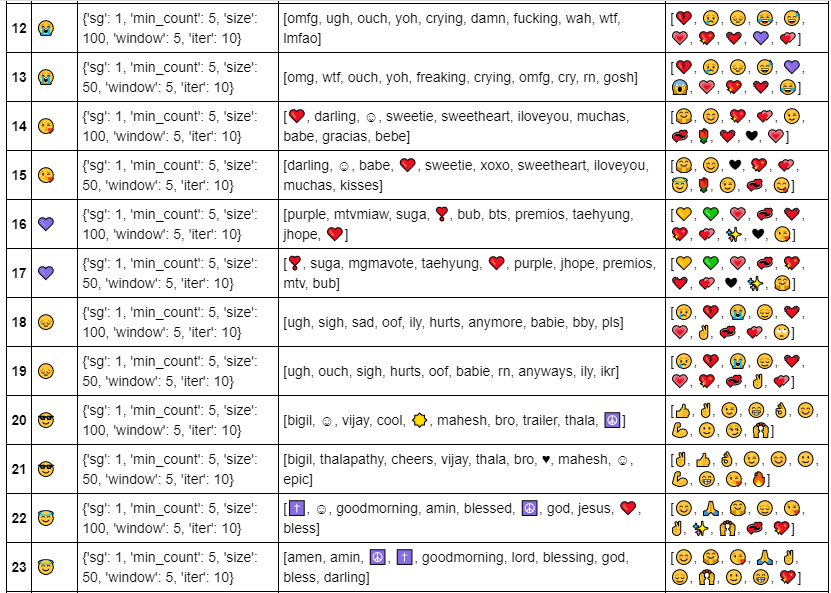 12 😭 {'sg': 1, 'min_count': 5, 'size': [omfg, ugh, ouch, yoh, crying, damn, fucking, wah, wtf, [💔, 😢, 😞, 😂, 😅,
100, 'window': 5, 'iter': 10} lmfao] 💗, 💖, ❤, 💜, 💕]
13 😭 {'sg': 1, 'min_count': 5, 'size': [omg, wtf, ouch, yoh, freaking, crying, omfg, cry, rn, gosh] [💔, 😢, 😞, 😅, 💜,
50, 'window': 5, 'iter': 10} 😱, 💗, 💖, ❤, 😂]
14 😘 {'sg': 1, 'min_count': 5, 'size': [❤, darling, ☺, sweetie, sweetheart, iloveyou, muchas, [🤗, 😊, 💖, 💕, 😉,
100, 'window': 5, 'iter': 10} babe, gracias, bebe] 💞, 🌹, ❤, 🖤, 💗]
15 😘 {'sg': 1, 'min_count': 5, 'size': [darling, ☺, babe, ❤, sweetie, xoxo, sweetheart, iloveyou, [🤗, 😊, 🖤, 💖, 💕,
50, 'window': 5, 'iter': 10} muchas, kisses] 😇, 🌹, 😉, 💞, 😋]
16 💜 {'sg': 1, 'min_count': 5, 'size': [purple, mtvmiaw, suga, ❣, bub, bts, premios, taehyung, [💛, 💚, 💗, 💞, ❤,
100, 'window': 5, 'iter': 10} jhope, ❤] 💖, 💕, ✨, 🖤, 😘]
17 💜 {'sg': 1, 'min_count': 5, 'size': [❣, suga, mgmavote, taehyung, ❤, purple, jhope, premios, [💛, 💚, 💗, 💞, 💖,
50, 'window': 5, 'iter': 10} mtv, bub] ❤, 💕, 🖤, ✨, 🤗]
18 😞 {'sg': 1, 'min_count': 5, 'size': [ugh, sigh, sad, oof, ily, hurts, anymore, babie, bby, pls] [😢, 💔, 😭, 😔, ❤,
100, 'window': 5, 'iter': 10} 💗, ✌, 💞, 💕, 🙄]
19 😞 {'sg': 1, 'min_count': 5, 'size': [ugh, ouch, sigh, hurts, oof, babie, rn, anyways, ily, ikr] [😢, 💔, 😭, 😔, ❤,
50, 'window': 5, 'iter': 10} 💗, 💖, 💞, ✌, 💕]
20 😎 {'sg': 1, 'min_count': 5, 'size': [bigil, ☺, vijay, cool, ☀, mahesh, bro, trailer, thala, ☮] [👍, ✌, 😉, 😁, 👌, 😊,
100, 'window': 5, 'iter': 10} 💪, 🙂, 😏, 🙌]
21 😎 {'sg': 1, 'min_count': 5, 'size': [bigil, thalapathy, cheers, vijay, thala, bro, ♥, mahesh, ☺, [✌, 👍, 👌, 😉, 😊, 🙂,
50, 'window': 5, 'iter': 10} epic] 💪, 😁, 😘, 🔥]
22 😇 {'sg': 1, 'min_count': 5, 'size': [✝, ☺, goodmorning, amin, blessed, ☮, god, jesus, ❤, [😊, 🙏, 🤗, 😔, 😘,
100, 'window': 5, 'iter': 10} bless] ✌, ✨, 🙌, 💞, 💖]
23 😇 {'sg': 1, 'min_count': 5, 'size': [amen, amin, ☮, ✝, goodmorning, lord, blessing, god, [😊, 🤗, 😘, 🙏, ✌,
50, 'window': 5, 'iter': 10} bless, darling] 😔, 🙌, 🙂, 😁, 💖]